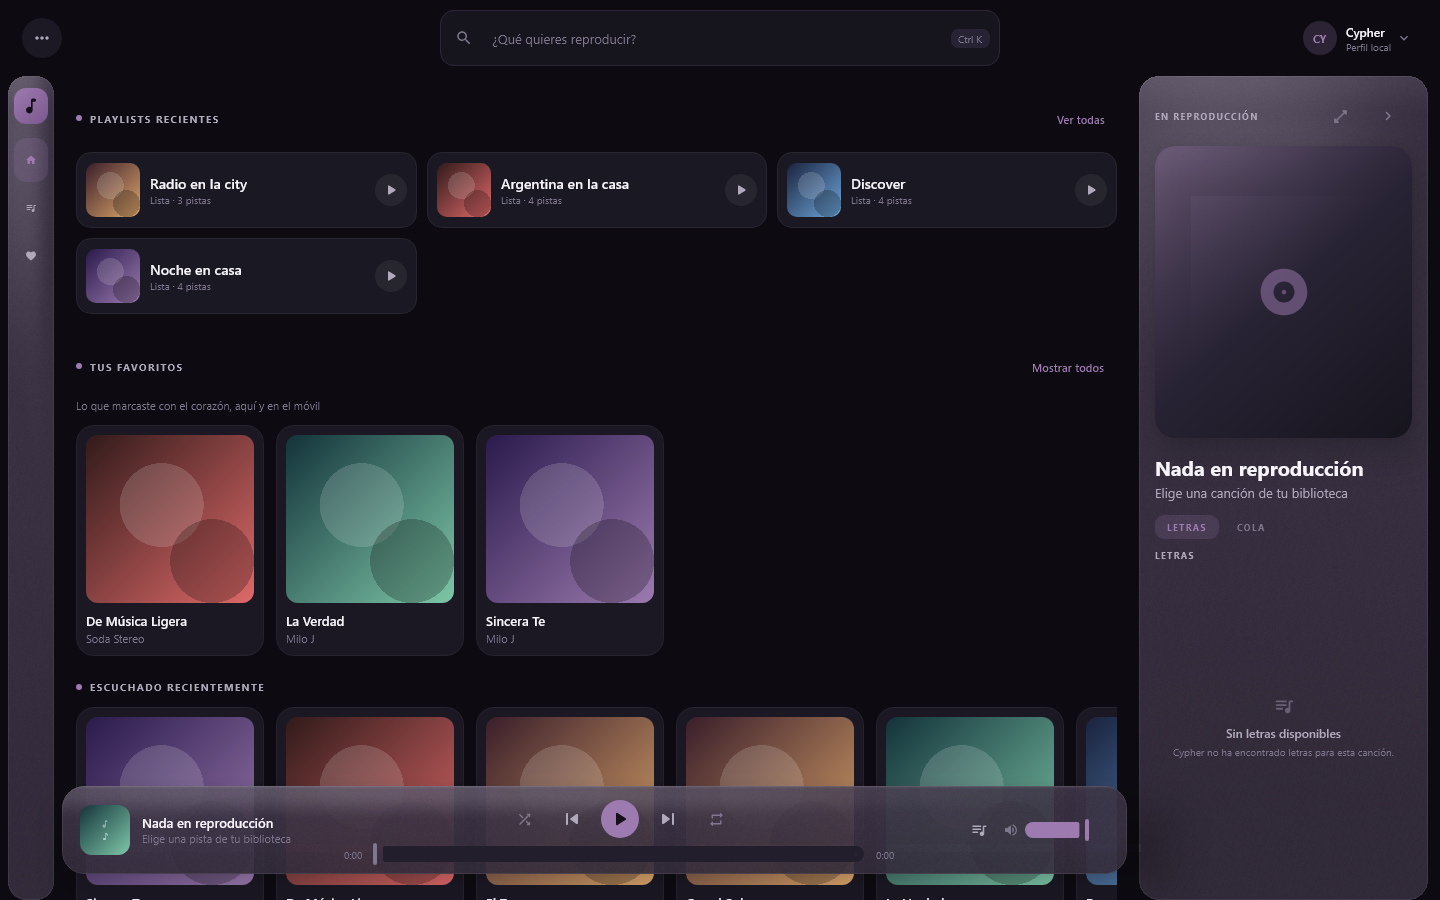 ¿Qué quieres reproducir?
Ctrl K
CY
Cypher
Perfil local
PLAYLISTS RECIENTES
Ver todas
Radio en la city
Lista · 3 pistas
Argentina en la casa
Lista · 4 pistas
Discover
Lista · 4 pistas
Noche en casa
Lista · 4 pistas
TUS FAVORITOS
Mostrar todos
Lo que marcaste con el corazón, aquí y en el móvil
De Música Ligera
Soda Stereo
La Verdad
Milo J
Sincera Te
Milo J
ESCUCHADO RECIENTEMENTE
Nada en reproducción
Elige una pista de tu biblioteca
0:00
0:00
EN REPRODUCCIÓN
Nada en reproducción
Elige una canción de tu biblioteca
LETRAS
COLA
LETRAS
Sin letras disponibles
Cypher no ha encontrado letras para esta canción.